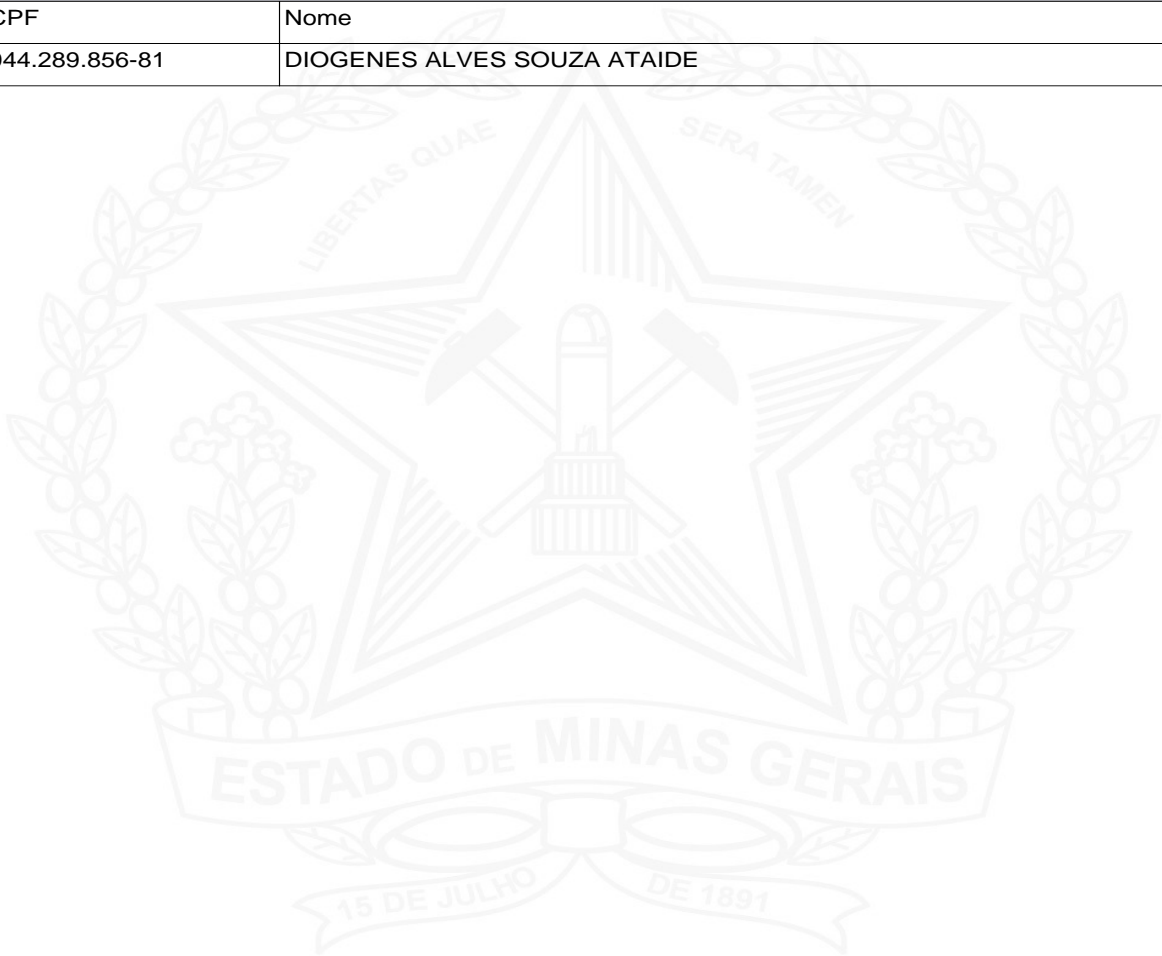 CPF Nome
044.289.856-81 DIOGENES ALVES SOUZA ATAIDE
LIBERTAS QUAE SERA TAMEN
ESTADO DE MINAS GERAIS
15 DE JULHO DE 1891